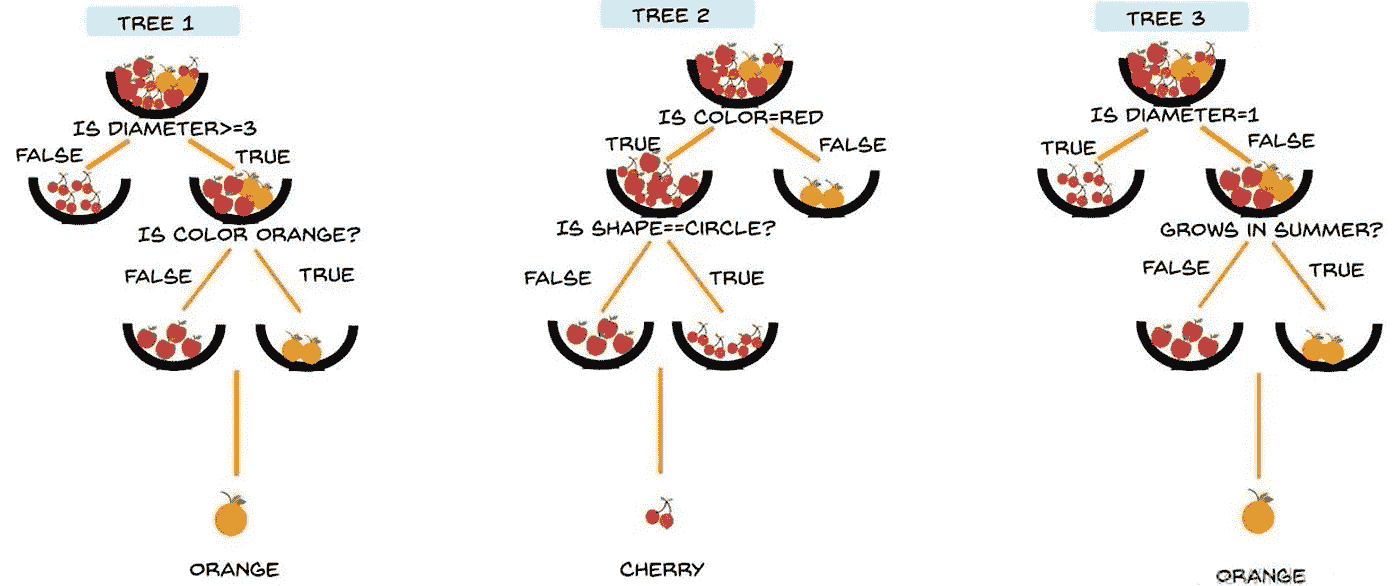 TREE 1
IS DIAMETER>=3
FALSE
TRUE
IS COLOR ORANGE?
FALSE
TRUE
ORANGE
TREE 2
IS COLOR=RED
TRUE
FALSE
IS SHAPE==CIRCLE?
FALSE
TRUE
CHERRY
TREE 3
IS DIAMETER=1
TRUE
FALSE
GROWS IN SUMMER?
FALSE
TRUE
ORANGE